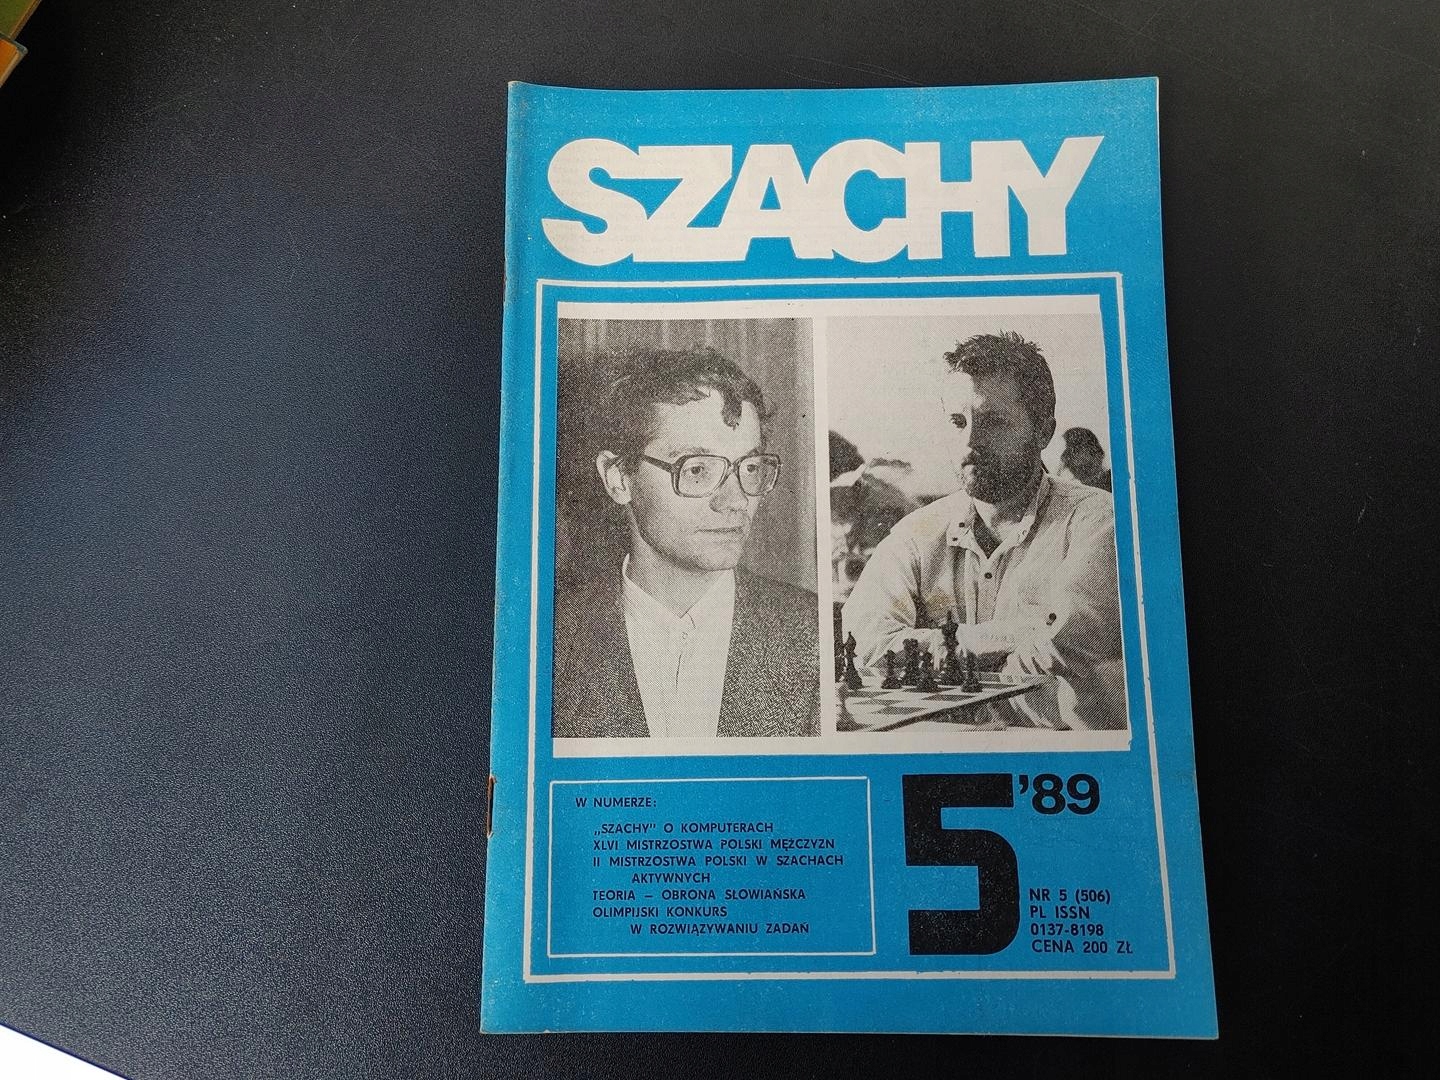 SZACHY
W NUMERZE:
„SZACHY" O KOMPUTERACH
XLVI MISTRZOSTWA POLSKI MĘŻCZYZN
II MISTRZOSTWA POLSKI W SZACHACH
AKTYWNYCH
TEORIA – OBRONA SŁOWIAŃSKA
OLIMPIJSKI KONKURS
W ROZWIĄZYWANIU ZADAŃ
5'89
NR 5 (506)
PL ISSN
0137-8198
CENA 200 ZŁ